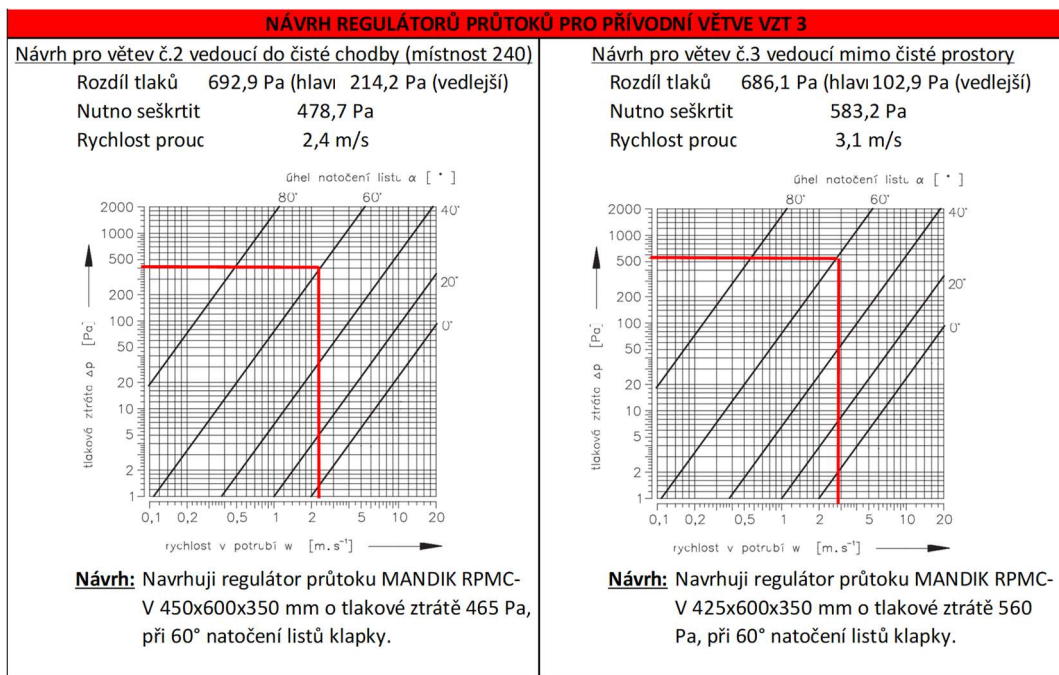 NÁVRH REGULÁTORŮ PRŮTOKŮ PRO PŘÍVODNÍ VĚTVE VZT 3
Návrh pro větev č.2 vedoucí do čisté chodby (místnost 240)
Rozdíl tlaků 692,9 Pa (hlavı 214,2 Pa (vedlejší)
Nutno seškrtit 478,7 Pa
Rychlost prouc 2,4 m/s
úhel natočení listu α [ ° ]
80° 60°
40°
20°
0°
2000
1000
500
200
100
50
20
10
5
2
1
tlaková ztráta Δp [Pa]
0,1 0,2 0,5 1 2 5 10 20
rychlost v potrubí w [m.s⁻¹]
Návrh: Navrhuji regulátor průtoku MANDIK RPMC-
V 450x600x350 mm o tlakové ztrátě 465 Pa,
při 60° natočení listů klapky.
Návrh pro větev č.3 vedoucí mimo čisté prostory
Rozdíl tlaků 686,1 Pa (hlavı 102,9 Pa (vedlejší)
Nutno seškrtit 583,2 Pa
Rychlost prouc 3,1 m/s
úhel natočení listu α [ ° ]
80° 60°
40°
20°
0°
2000
1000
500
200
100
50
20
10
5
2
1
tlaková ztráta Δp [Pa]
0,1 0,2 0,5 1 2 5 10 20
rychlost v potrubí w [m.s⁻¹]
Návrh: Navrhuji regulátor průtoku MANDIK RPMC-
V 425x600x350 mm o tlakové ztrátě 560
Pa, při 60° natočení listů klapky.